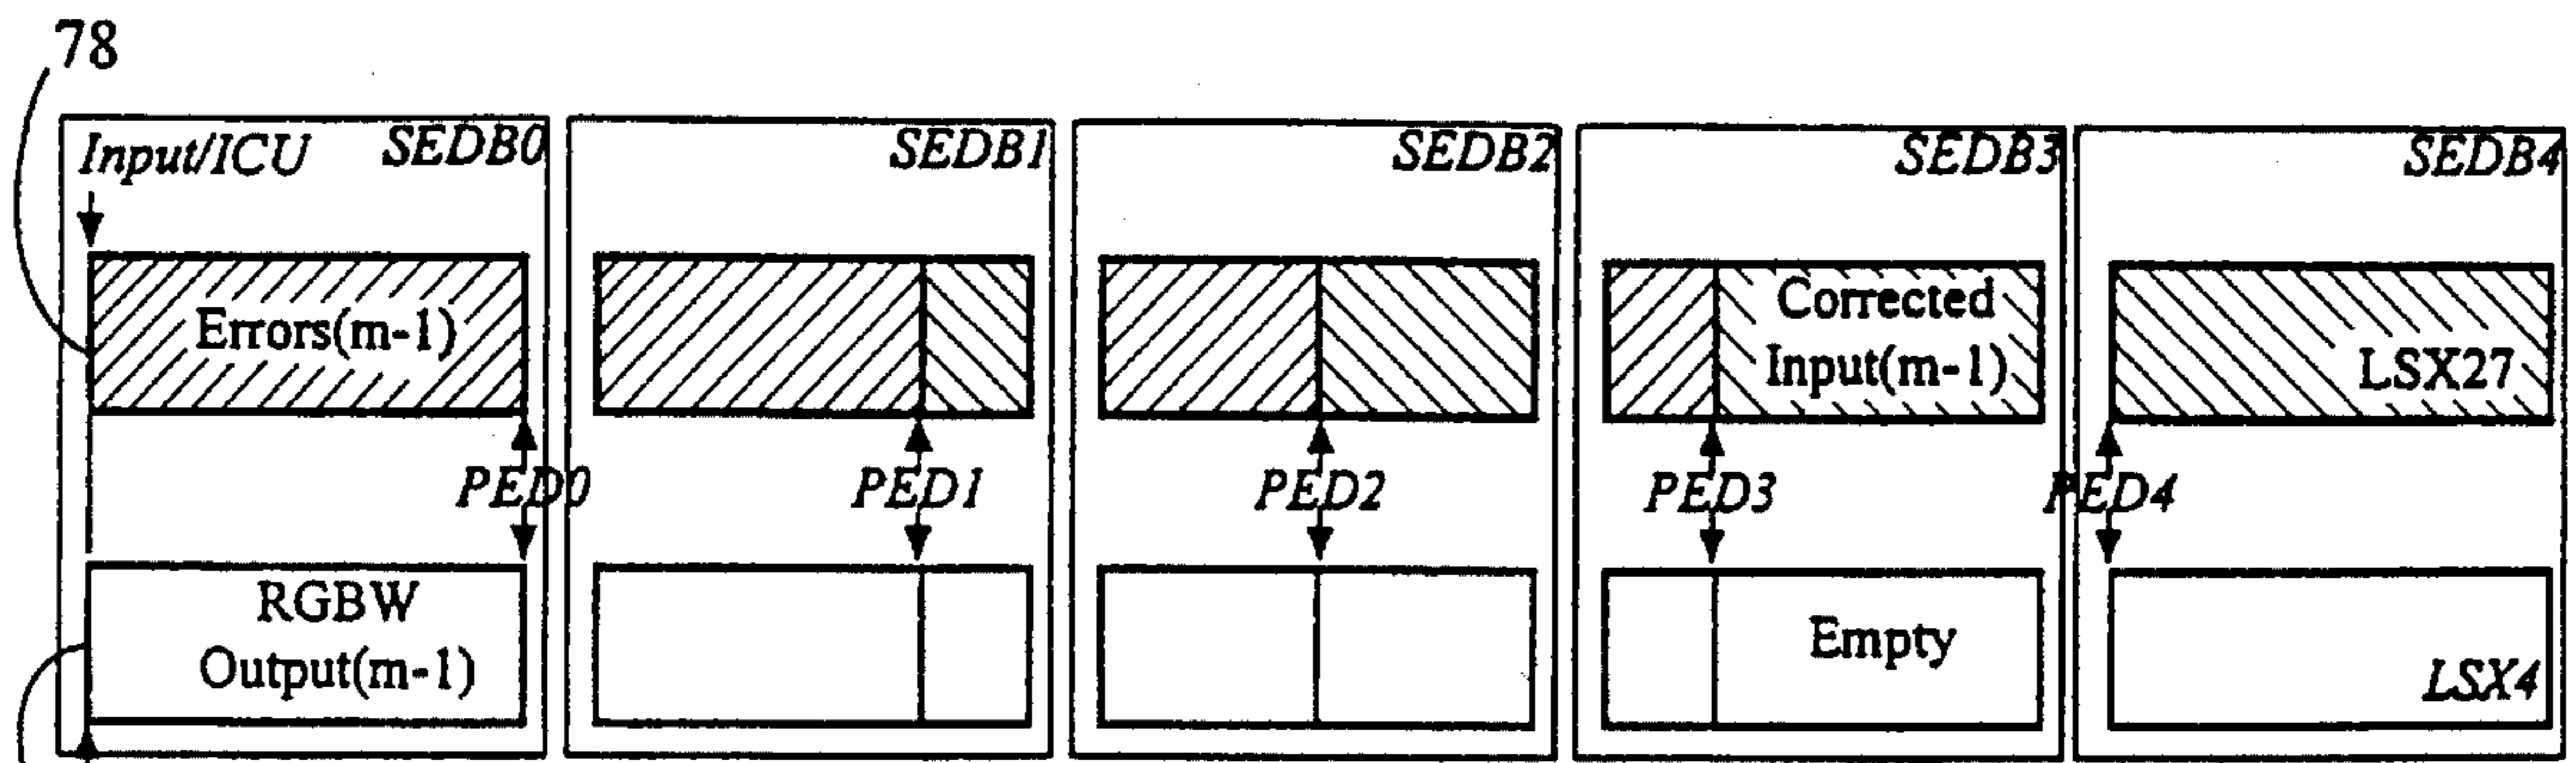 78
Input/ICU SEDB0 SEDB1 SEDB2 SEDB3 SEDB4
Errors(m-1)
Corrected
Input(m-1)
LSX27
PED0 PED1 PED2 PED3 PED4
RGBW
Output(m-1)
Empty
LSX4